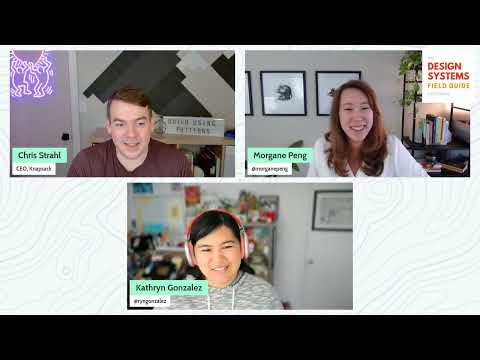 DESIGN
SYSTEMS
FIELD GUIDE
BUILD USING
PATTERNS
Chris Strahl
CEO, Knapsack
Morgane Peng
@morganepeng
Kathryn Gonzalez
@ryngonzalez